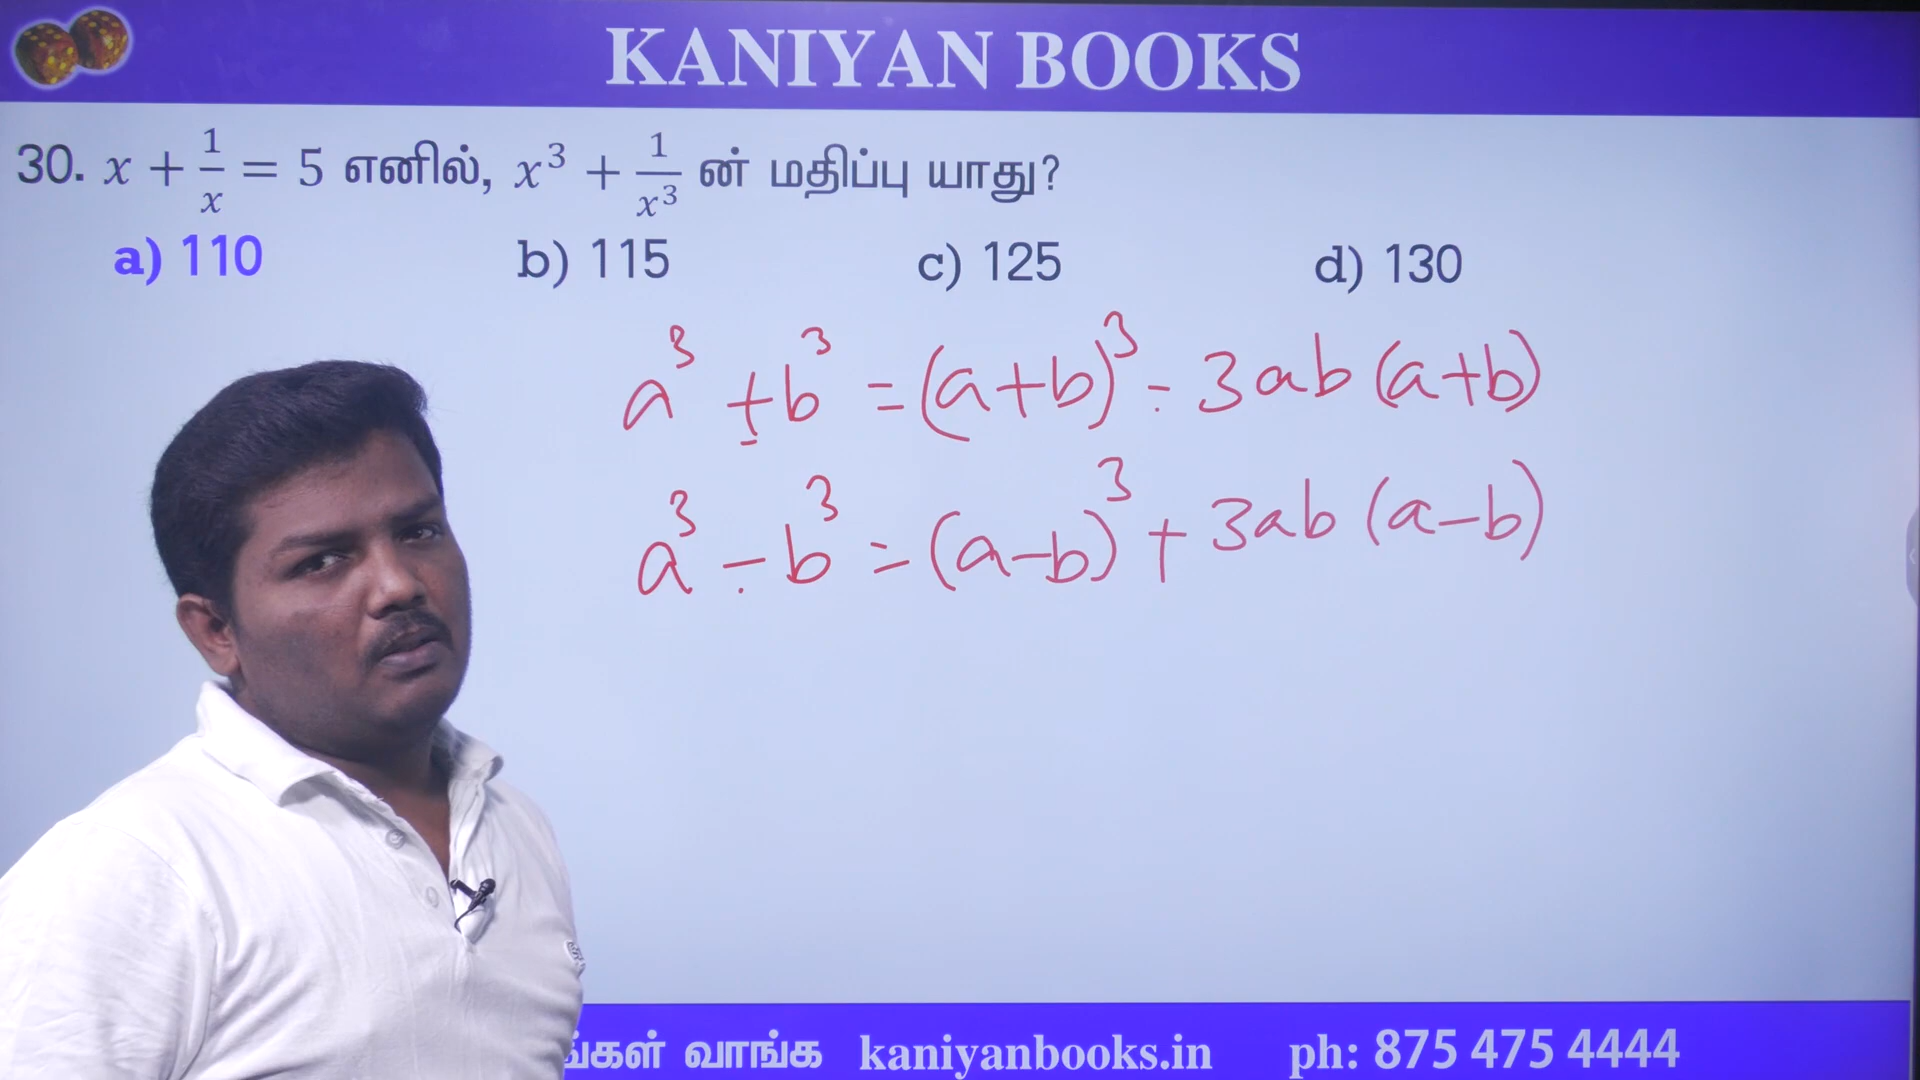 KANIYAN BOOKS
30. x + 1/x = 5 எனில், x³ + 1/x³ ன் மதிப்பு யாது?
a) 110 b) 115 c) 125 d) 130
a³ + b³ = (a+b)³ - 3ab (a+b)
a³ - b³ = (a-b)³ + 3ab (a-b)
வாங்க kaniyanbooks.in ph: 875 475 4444